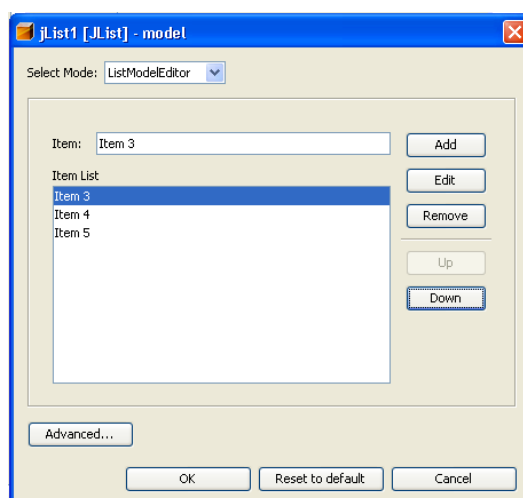 jList1 [JList] - model
Select Mode: ListModelEditor
Item: Item 3
Add
Item List
Edit
Item 3
Item 4
Remove
Item 5
Up
Down
Advanced...
OK
Reset to default
Cancel